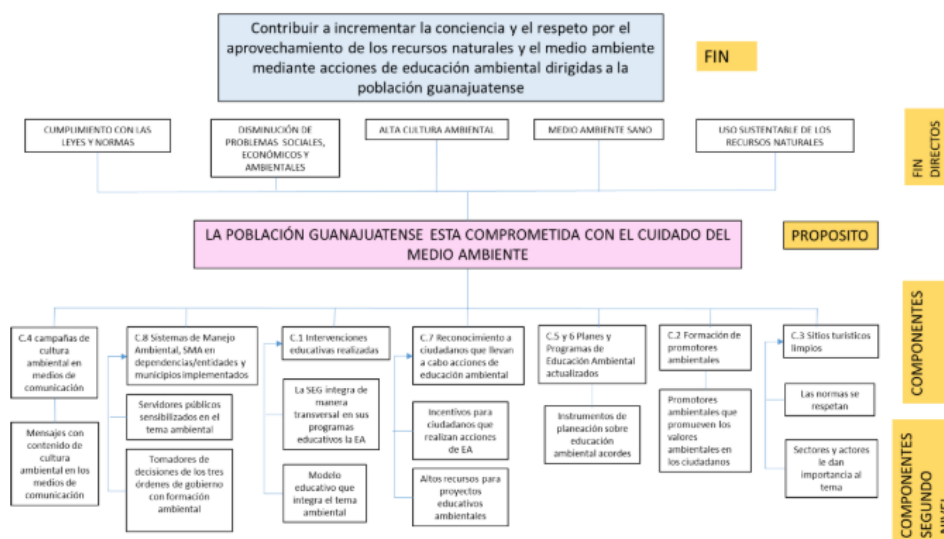 Contribuir a incrementar la conciencia y el respeto por el
aprovechamiento de los recursos naturales y el medio ambiente
mediante acciones de educación ambiental dirigidas a la
población guanajuatense
FIN
CUMPLIMIENTO CON LAS
LEYES Y NORMAS
DISMINUCIÓN DE
PROBLEMAS SOCIALES,
ECONÓMICOS Y
AMBIENTALES
ALTA CULTURA AMBIENTAL
MEDIO AMBIENTE SANO
USO SUSTENTABLE DE LOS
RECURSOS NATURALES
FIN
DIRECTOS
LA POBLACIÓN GUANAJUATENSE ESTA COMPROMETIDA CON EL CUIDADO DEL
MEDIO AMBIENTE
PROPOSITO
C.4 campañas de
cultura
ambiental en
medios de
comunicación
Mensajes con
contenido de
cultura
ambiental en los
medios de
comunicación
C.8 Sistemas de Manejo
Ambiental, SMA en
dependencias/entidades y
municipios implementados
Servidores públicos
sensibilizados en el
tema ambiental
Tomadores de
decisiones de los tres
órdenes de gobierno
con formación
ambiental
C.1 Intervenciones
educativas realizadas
La SEG integra de
manera
transversal en sus
programas
educativos la EA
Modelo
educativo que
integra el tema
ambiental
C.7 Reconocimiento a
ciudadanos que llevan
a cabo acciones de
educación ambiental
Incentivos para
ciudadanos que
realizan acciones
de EA
Altos recursos para
proyectos
educativos
ambientales
C.5 y 6 Planes y
Programas de
Educación Ambiental
actualizados
Instrumentos de
planeación sobre
educación
ambiental acordes
C.2 Formación de
promotores
ambientales
Promotores
ambientales que
promueven los
valores
ambientales en
los ciudadanos
C.3 Sitios turísticos
limpios
Las normas se
respetan
Sectores y actores
le dan
importancia al
tema
COMPONENTES
COMPONENTES
SEGUNDO